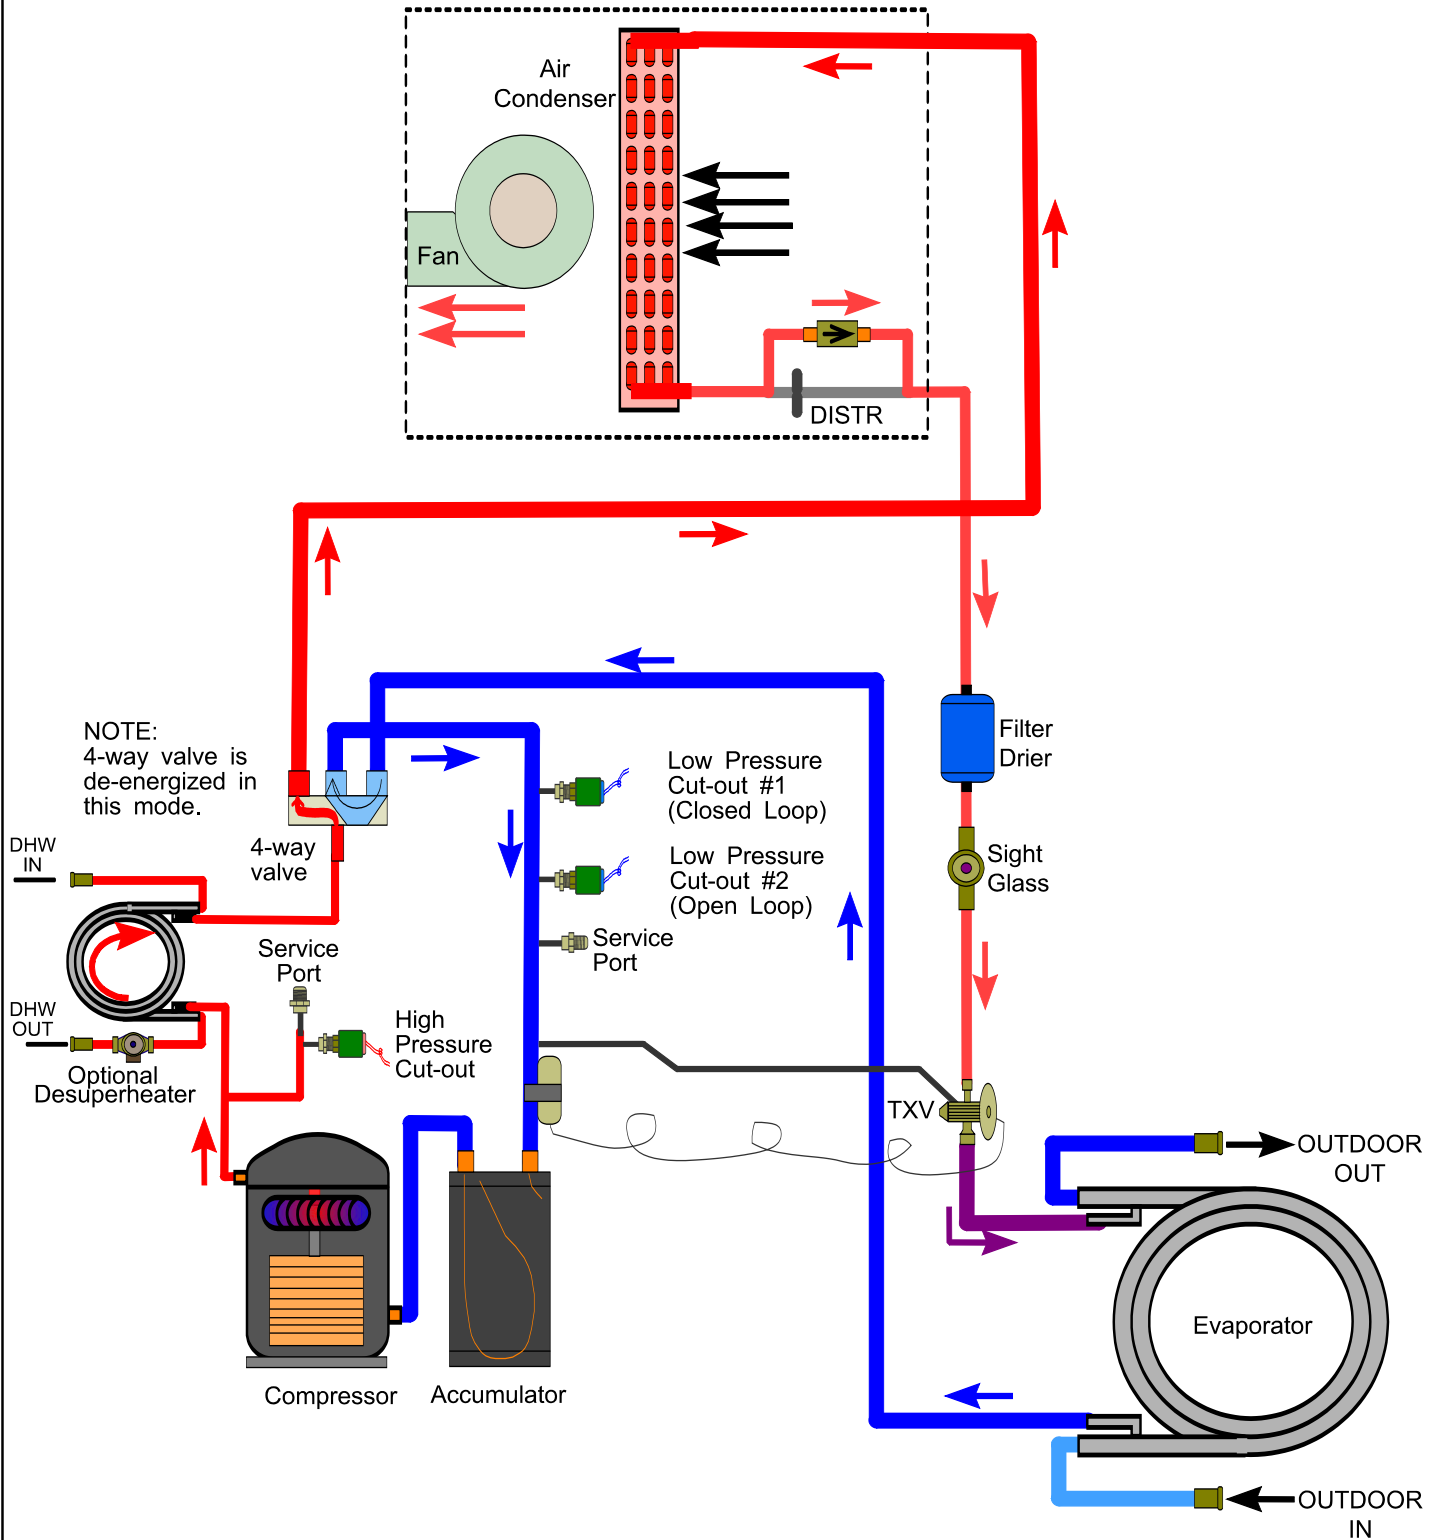 Air
Condenser
Fan
DISTR
NOTE:
4-way valve is
de-energized in
this mode.
4-way
valve
Filter
Drier
Low Pressure
Cut-out #1
(Closed Loop)
Low Pressure
Cut-out #2
(Open Loop)
Sight
Glass
DHW
IN
Service
Port
Service
Port
DHW
OUT
High
Pressure
Cut-out
Optional
Desuperheater
TXV
OUTDOOR
OUT
Evaporator
Compressor
Accumulator
OUTDOOR
IN